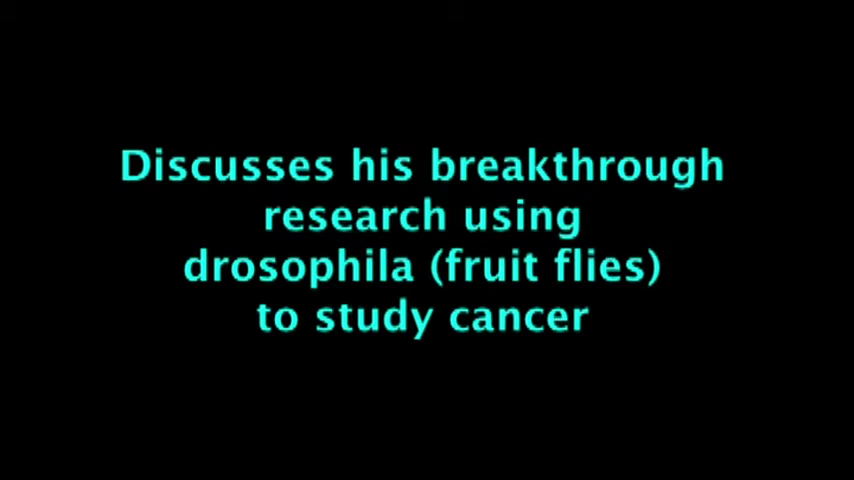 Discusses his breakthrough
research using
drosophila (fruit flies)
to study cancer